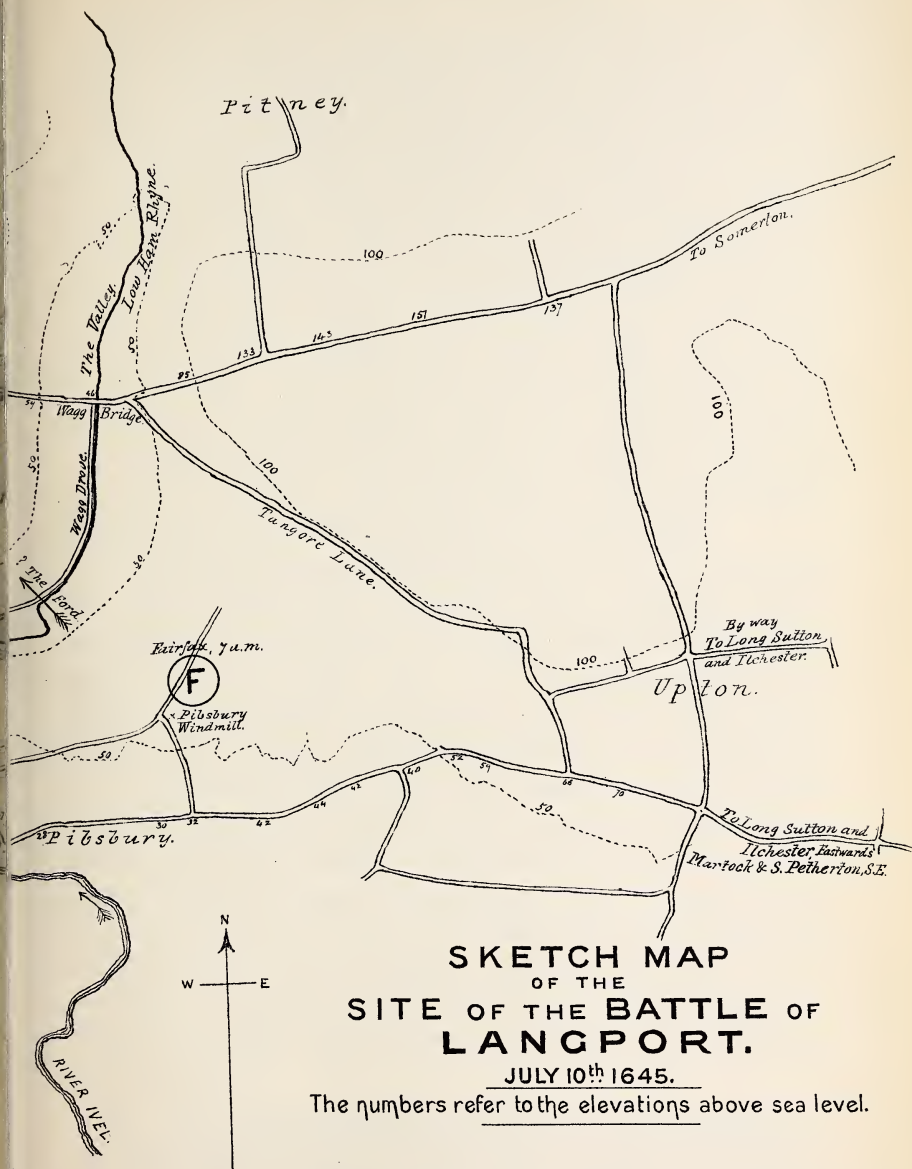 Pitney.
Low Ham Rhyne.
The Valley.
50
50
100
To Somerton.
133
143
151
137
85
46
54
Wagg Bridge.
100
100
50
Wagg Drove.
Tangort Lane.
50
? The Ford.
Fairfax, 7 a.m.
F
Pibsbury
Windmill.
By way
To Long Sutton
and Ilchester.
100
Upton.
50
52
54
40
42
44
42
32
30
28
Pibsbury.
66
70
50
To Long Sutton and
Ilchester, Eastwards
Martock & S. Petherton, S.E.
N
W
E
RIVER IVEL.
SKETCH MAP
OF THE
SITE OF THE BATTLE OF
LANGPORT.
JULY 10th 1645.
The numbers refer to the elevations above sea level.